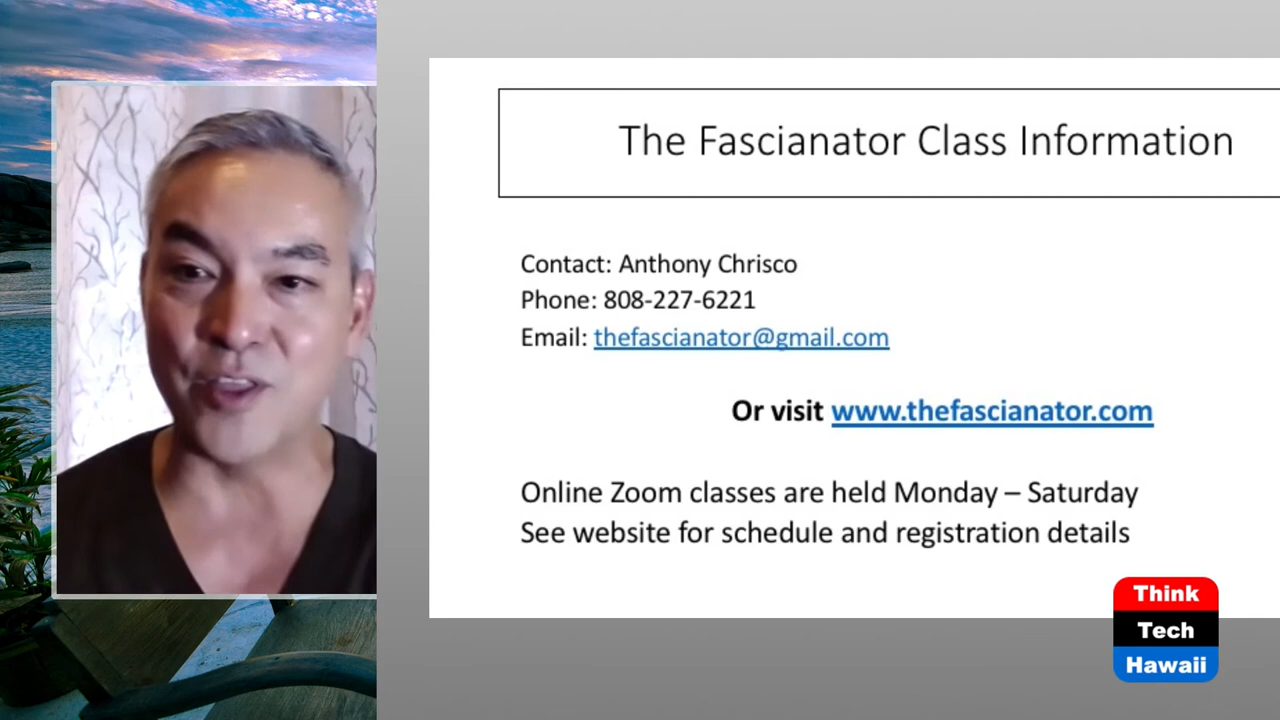 The Fascianator Class Information
Contact: Anthony Chrisco
Phone: 808-227-6221
Email: thefascianator@gmail.com
Or visit www.thefascianator.com
Online Zoom classes are held Monday – Saturday
See website for schedule and registration details
Think
Tech
Hawaii